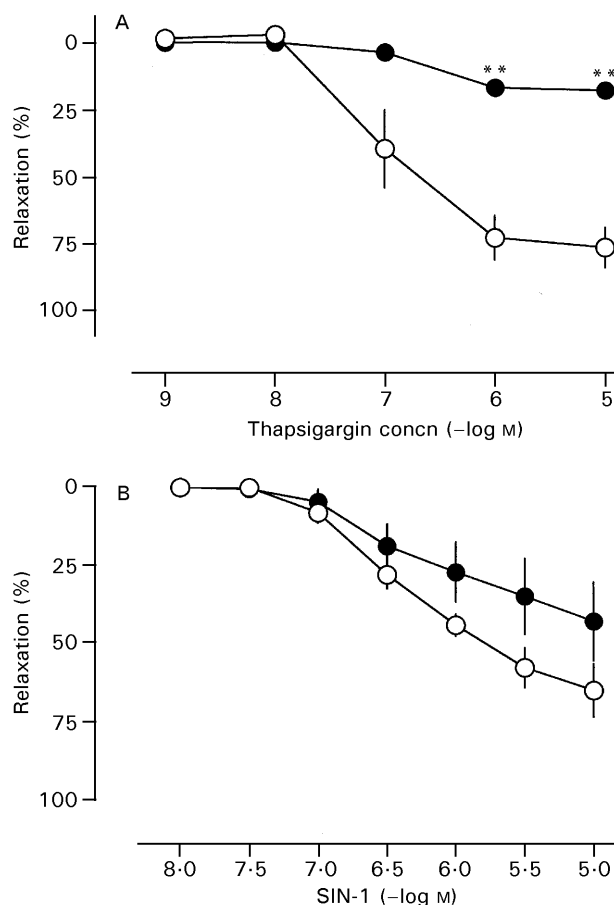 A
0
25
50
75
100
Relaxation (%)
** **
9 8 7 6 5
Thapsigargin concn (–log M)
B
0
25
50
75
100
Relaxation (%)
8·0 7·5 7·0 6·5 6·0 5·5 5·0
SIN-1 (–log M)